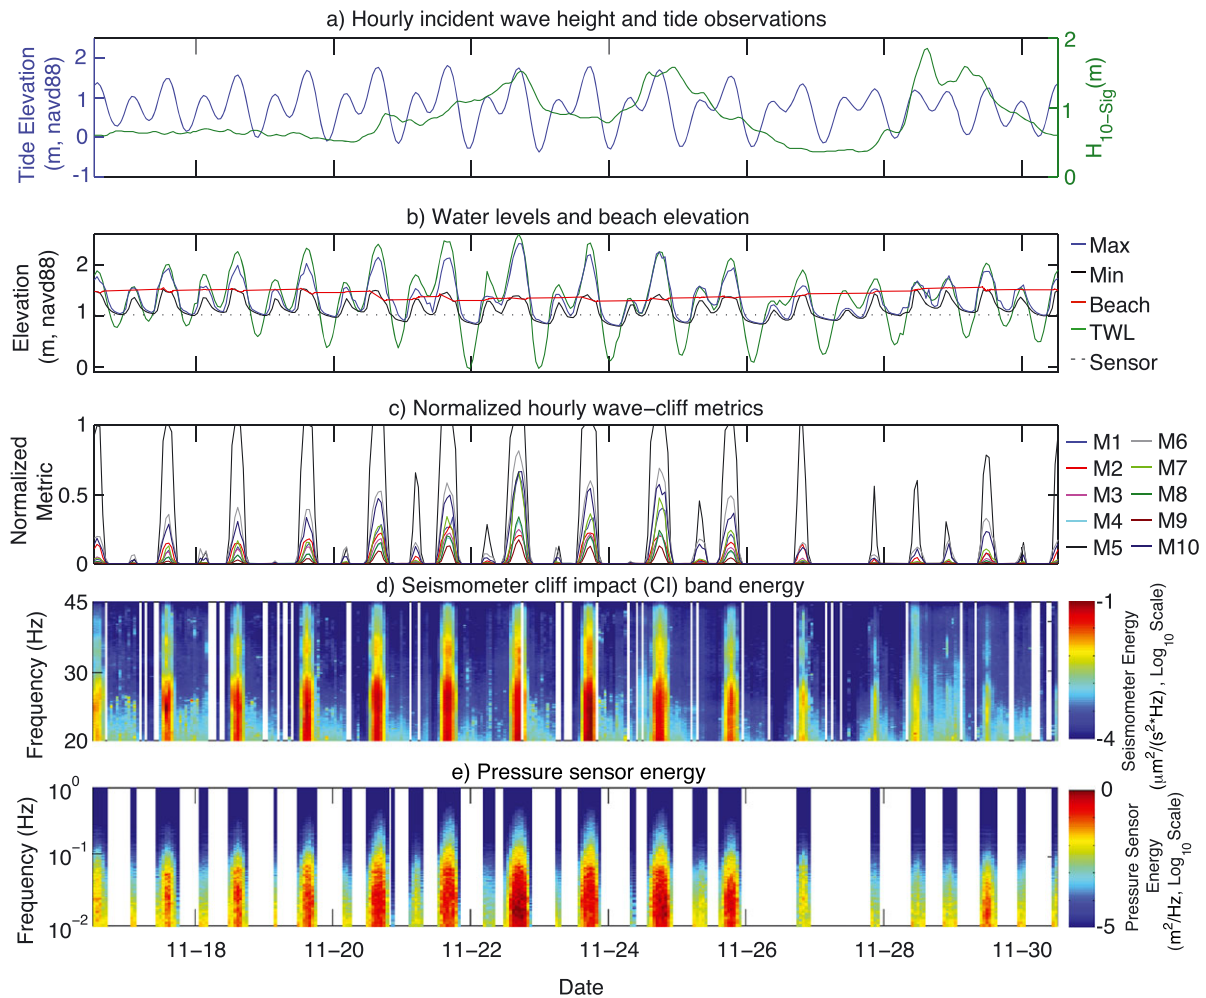 a) Hourly incident wave height and tide observations
Tide Elevation
(m, navd88)
2
1
0
-1
2
1
0
H10−Sig(m)
b) Water levels and beach elevation
Elevation
(m, navd88)
2
1
0
Max
Min
Beach
TWL
Sensor
c) Normalized hourly wave−cliff metrics
Normalized
Metric
1
0.5
0
M1 M6
M2 M7
M3 M8
M4 M9
M5 M10
d) Seismometer cliff impact (CI) band energy
Frequency (Hz)
45
30
20
-1
-4
Seismometer Energy
(μm2/(s2*Hz), Log10 Scale)
e) Pressure sensor energy
Frequency (Hz)
10 0
10 −1
10 −2
0
-5
Pressure Sensor
Energy
(m2/Hz, Log10 Scale)
11−18 11−20 11−22 11−24 11−26 11−28 11−30
Date